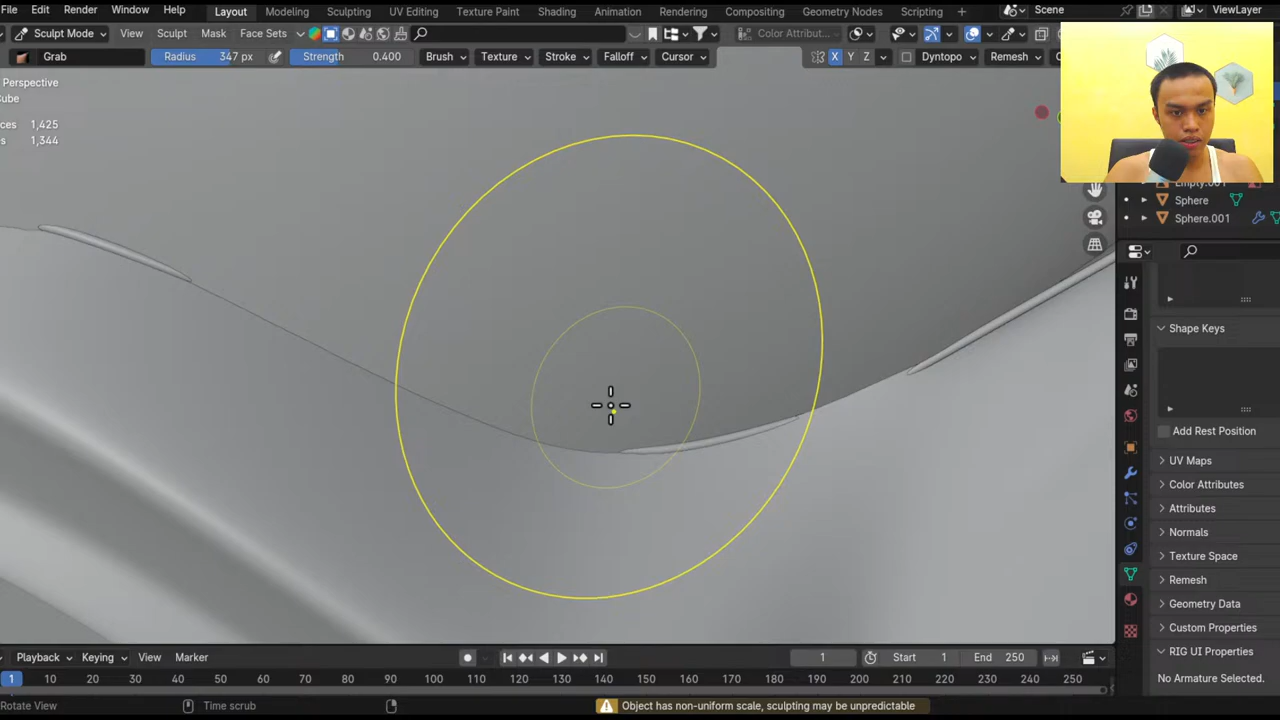 File Edit Render Window Help Layout Modeling Sculpting UV Editing Texture Paint Shading Animation Rendering Compositing Geometry Nodes Scripting + Scene ViewLayer
Sculpt Mode View Sculpt Mask Face Sets Color Attribut...
Grab Radius 347 px Strength 0.400 Brush Texture Stroke Falloff Cursor X Y Z Dyntopo Remesh
Perspective
Cube
ces 1,425
es 1,344
Empty.001
Sphere
Sphere.001
Shape Keys
Add Rest Position
UV Maps
Color Attributes
Attributes
Normals
Texture Space
Remesh
Geometry Data
Custom Properties
RIG UI Properties
No Armature Selected.
Playback Keying View Marker 1 Start 1 End 250
1 10 20 30 40 50 60 70 80 90 100 110 120 130 140 150 160 170 180 190 200 210 220 230 240 250
Rotate View Time scrub Object has non-uniform scale, sculpting may be unpredictable